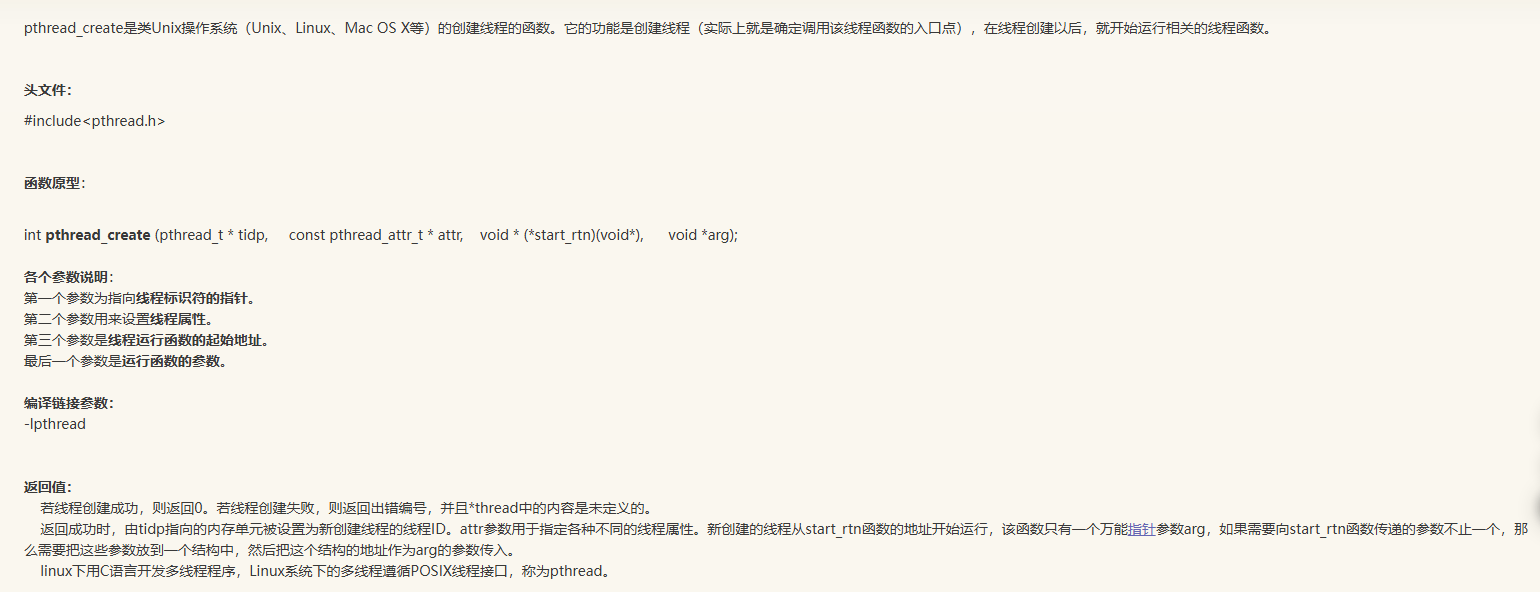 pthread_create是类Unix操作系统（Unix、Linux、Mac OS X等）的创建线程的函数。它的功能是创建线程（实际上就是确定调用该线程函数的入口点），在线程创建以后，就开始运行相关的线程函数。
头文件：
#include<pthread.h>
函数原型：
int pthread_create (pthread_t * tidp, const pthread_attr_t * attr, void * (*start_rtn)(void*), void *arg);
各个参数说明：
第一个参数为指向线程标识符的指针。
第二个参数用来设置线程属性。
第三个参数是线程运行函数的起始地址。
最后一个参数是运行函数的参数。
编译链接参数：
-lpthread
返回值：
若线程创建成功，则返回0。若线程创建失败，则返回出错编号，并且*thread中的内容是未定义的。
返回成功时，由tidp指向的内存单元被设置为新创建线程的线程ID。attr参数用于指定各种不同的线程属性。新创建的线程从start_rtn函数的地址开始运行，该函数只有一个万能指针参数arg，如果需要向start_rtn函数传递的参数不止一个，那
么需要把这些参数放到一个结构中，然后把这个结构的地址作为arg的参数传入。
linux下用C语言开发多线程程序，Linux系统下的多线程遵循POSIX线程接口，称为pthread。